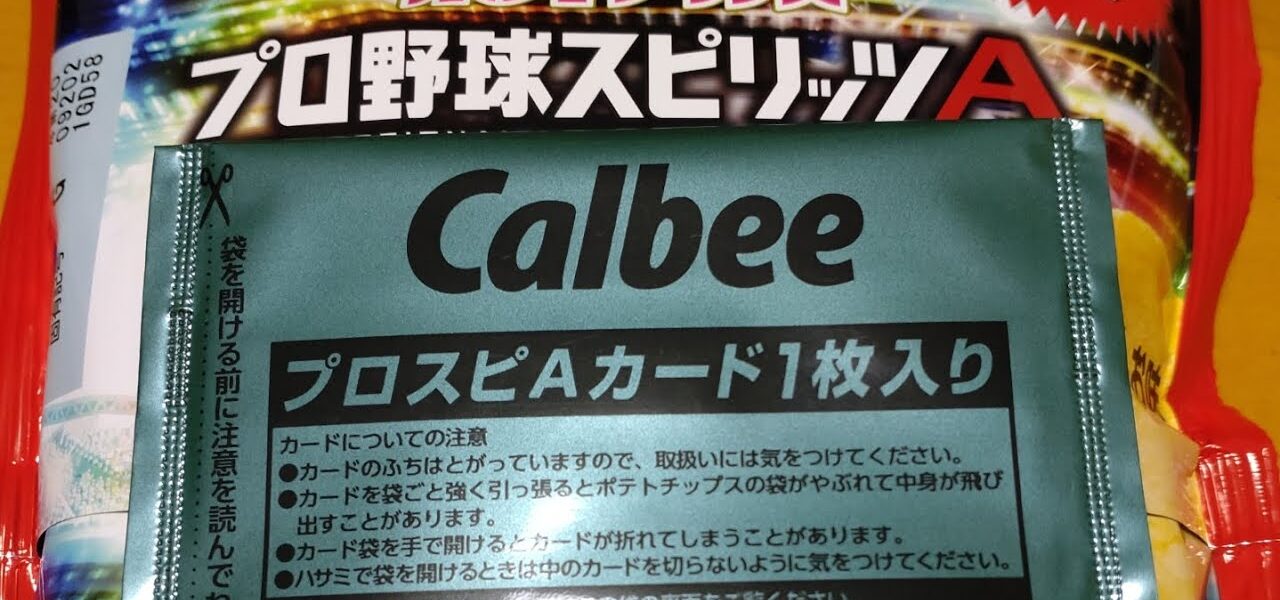 プロ野球スピリッツA
09202
1GD58
Calbee
袋を開ける前に注意を読んで
プロスピAカード1枚入り
カードについての注意
●カードのふちはとがっていますので、取扱いには気をつけてください。
●カードを袋ごと強く引っ張るとポテトチップスの袋がやぶれて中身が飛び
出すことがあります。
●カード袋を手で開けるとカードが折れてしまうことがあります。
●ハサミで袋を開けるときは中のカードを切らないように気をつけてください。